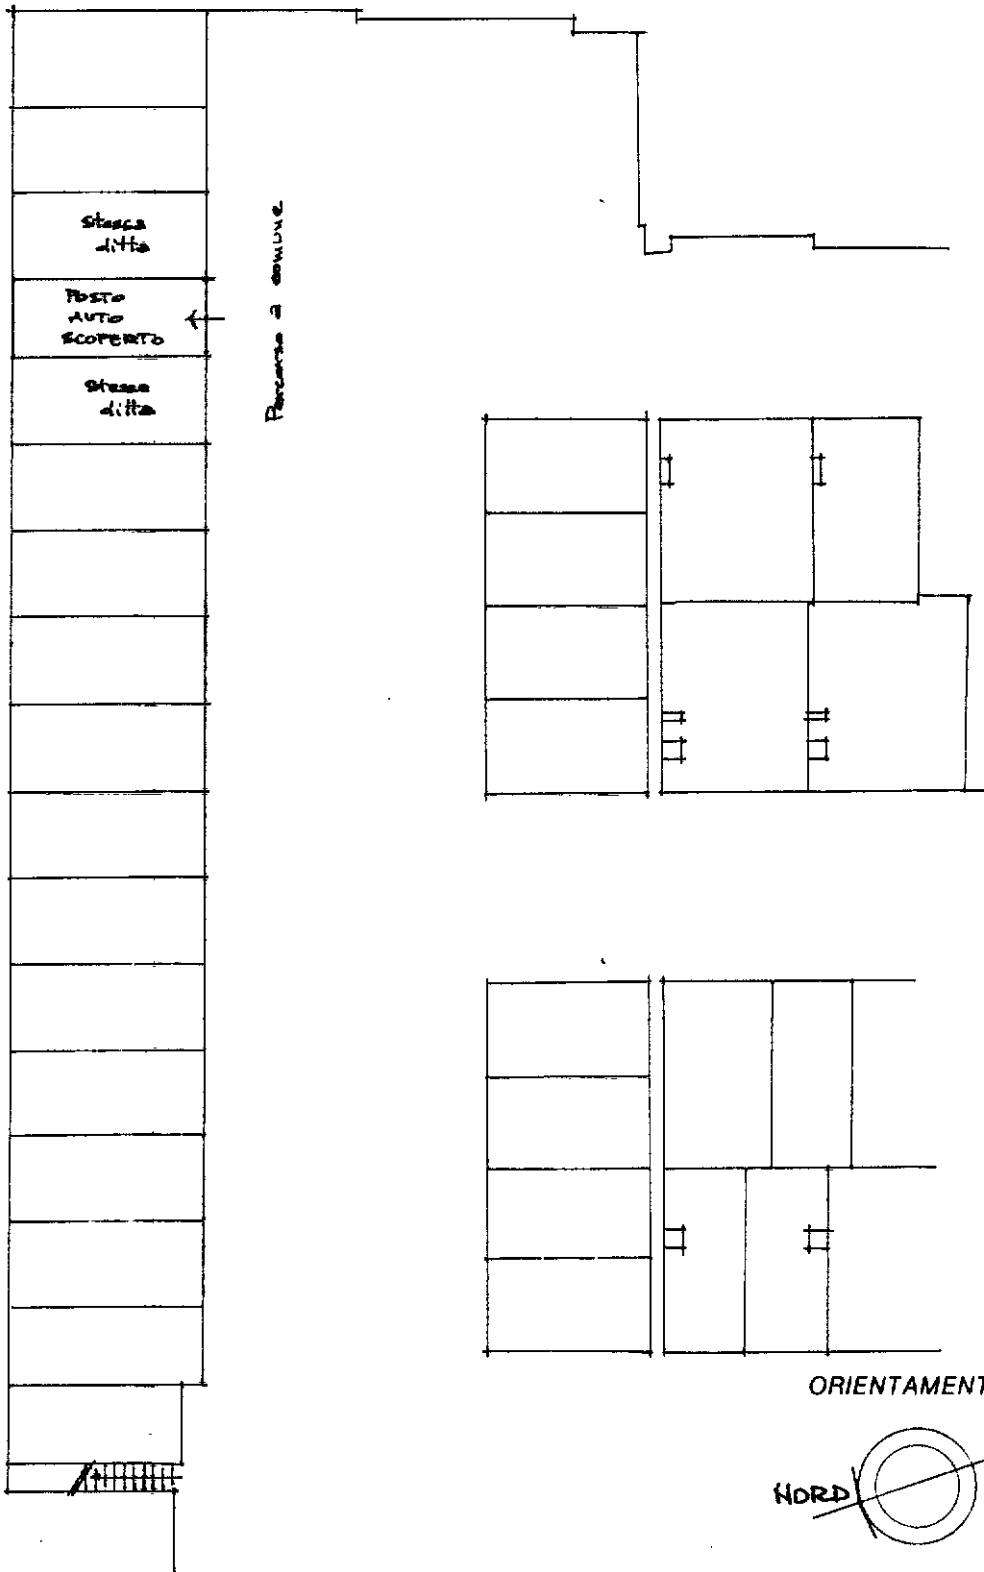 Stessa
ditta
POSTO
AUTO
SCOPERTO
Stessa
ditta
Percorso a comune
ORIENTAMENT
NORD